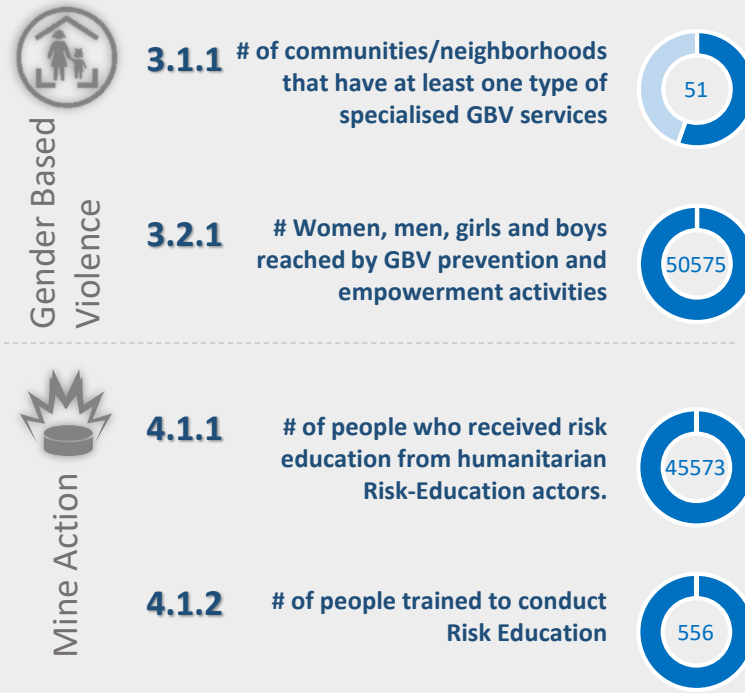 Gender Based
Violence
3.1.1
# of communities/neighborhoods
that have at least one type of
specialised GBV services
51
3.2.1
# Women, men, girls and boys
reached by GBV prevention and
empowerment activities
50575
Mine Action
4.1.1
# of people who received risk
education from humanitarian
Risk-Education actors.
45573
4.1.2
# of people trained to conduct
Risk Education
556